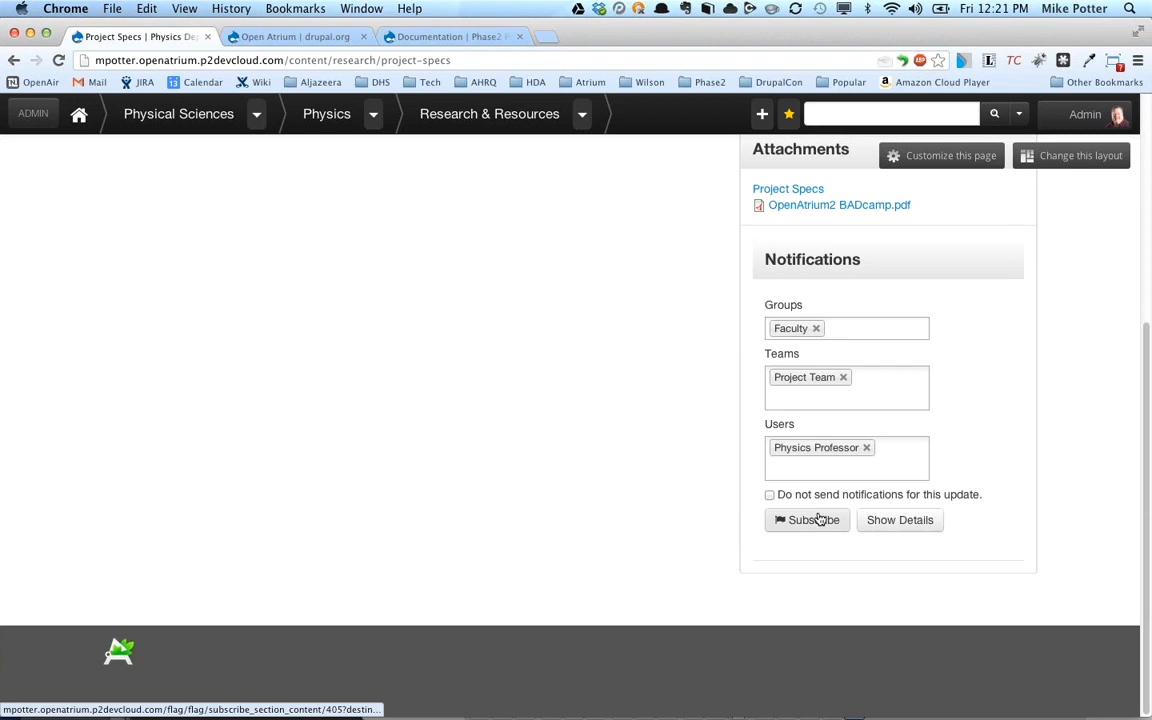 Chrome File Edit View History Bookmarks Window Help Fri 12:21 PM Mike Potter
Project Specs | Physics De Open Atrium | drupal.org Documentation | Phase2 P
mpotter.openatrium.p2devcloud.com/content/research/project-specs
OpenAir Mail JIRA Calendar Wiki Aljazeera DHS Tech AHRQ HDA Atrium Wilson Phase2 DrupalCon Popular Amazon Cloud Player Other Bookmarks
ADMIN Physical Sciences Physics Research & Resources Admin
Attachments
Customize this page Change this layout
Project Specs
OpenAtrium2 BADcamp.pdf
Notifications
Groups
Faculty
Teams
Project Team
Users
Physics Professor
Do not send notifications for this update.
Subscribe Show Details
mpotter.openatrium.p2devcloud.com/flag/flag/subscribe_section_content/405?destin...